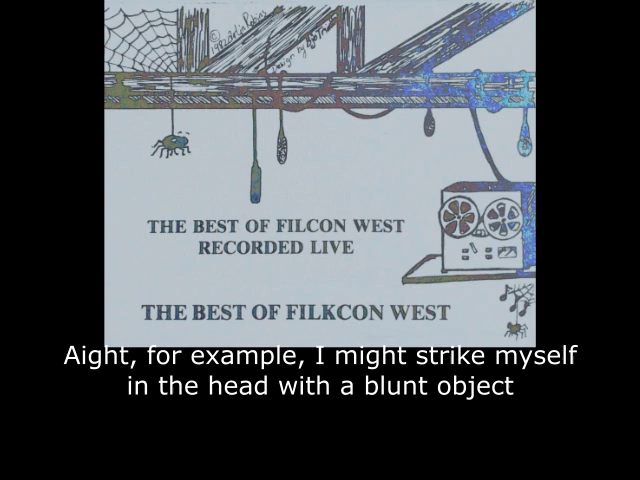 THE BEST OF FILCON WEST
RECORDED LIVE
THE BEST OF FILKCON WEST
Aight, for example, I might strike myself
in the head with a blunt object